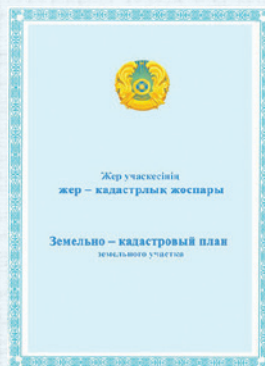 Жер учаскесінің
жер – кадастрлық жоспары
Земельно – кадастровый план
земельного участка